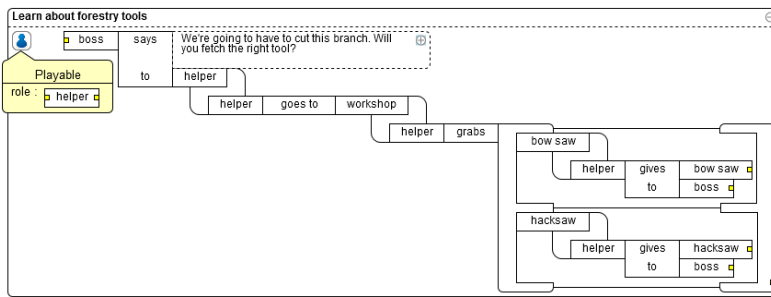 Learn about forestry tools
boss says We're going to have to cut this branch. Will
you fetch the right tool?
to helper
Playable
role : helper
helper goes to workshop
helper grabs
bow saw
helper gives bow saw
to boss
hacksaw
helper gives hacksaw
to boss